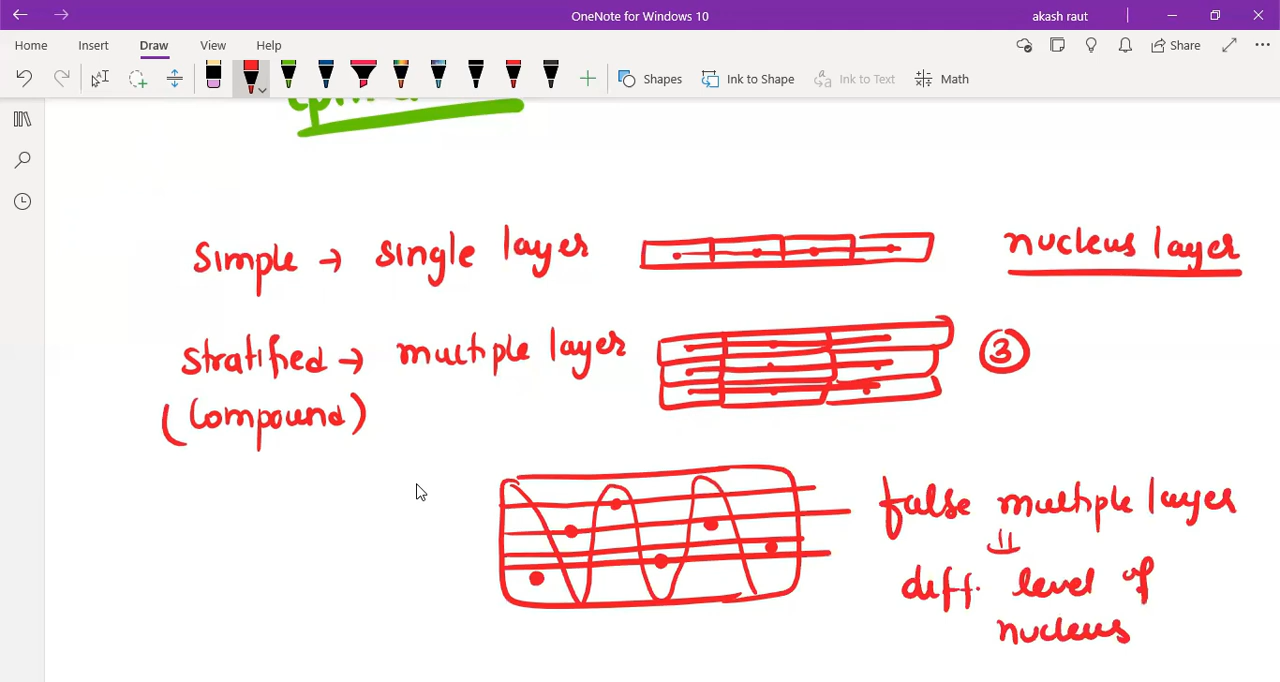 OneNote for Windows 10
akash raut
Home Insert Draw View Help
Share
Shapes
Ink to Shape
Ink to Text
Math
Simple → single layer
nucleus layer
stratified → multiple layer
3
(Compound)
false multiple layer
diff. level of
nucleus